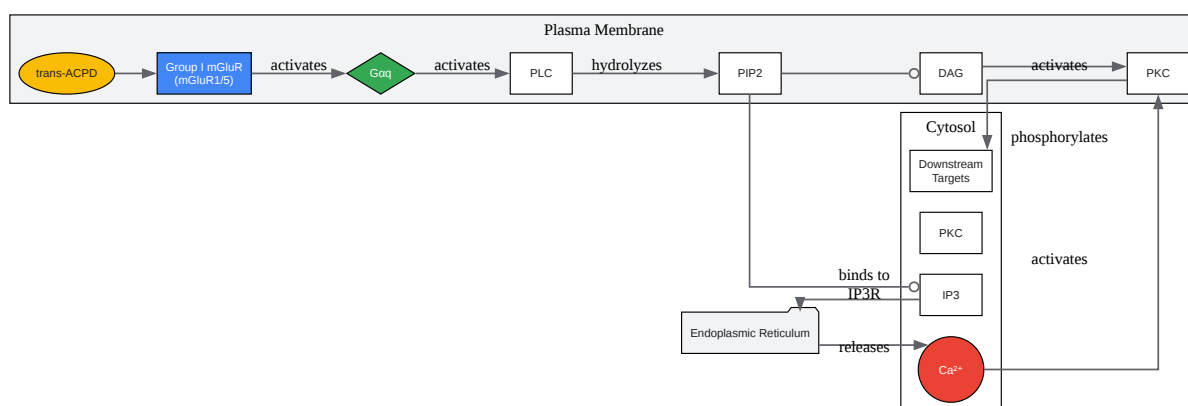 Plasma Membrane
trans-ACPD
Group I mGluR
(mGluR1/5)
activates
Gαq
activates
PLC
hydrolyzes
PIP2
DAG
activates
PKC
Cytosol
phosphorylates
Downstream
Targets
PKC
activates
binds to
IP3R
IP3
Endoplasmic Reticulum
releases
Ca²⁺